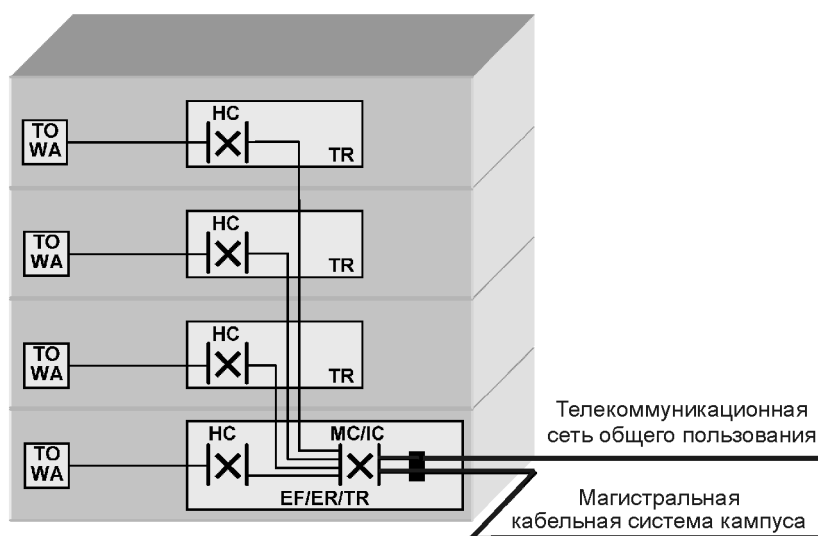 HC
TO
WA
TR
HC
TO
WA
TR
HC
TO
WA
TR
HC
MC/IC
TO
WA
EF/ER/TR
Телекоммуникационная
сеть общего пользования
Магистральная
кабельная система кампуса